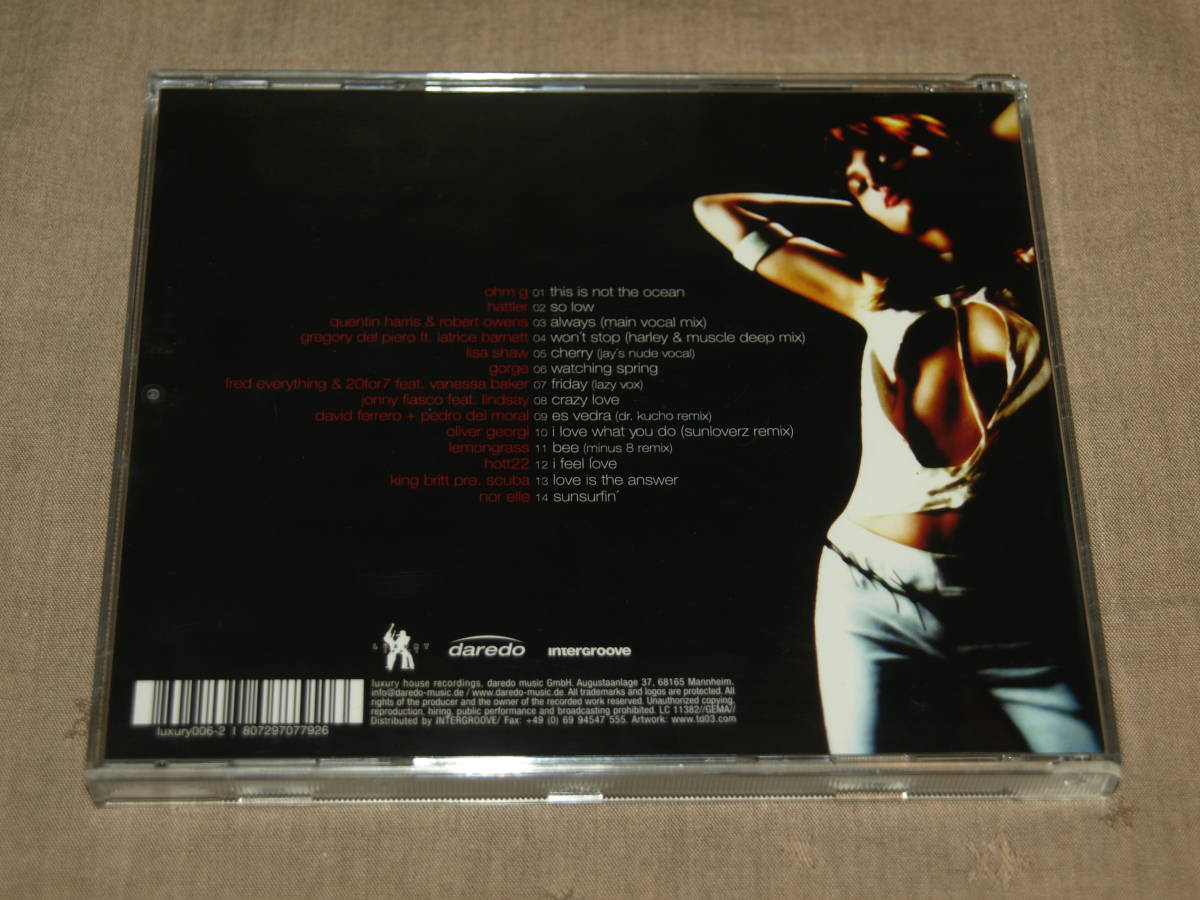 ohm g 01 this is not the ocean
hattler 02 so low
quentin harris & robert owens 03 always (main vocal mix)
gregory del piero ft. latrice barnett 04 won't stop (harley & muscle deep mix)
lisa shaw 05 cherry (jay's nude vocal)
gorge 06 watching spring
fred everything & 20for7 feat. vanessa baker 07 friday (lazy vox)
jonny fiasco feat. lindsay 08 crazy love
david ferrero + pedro del moral 09 es vedra (dr. kucho remix)
oliver georgi 10 i love what you do (sunloverz remix)
lemongrass 11 bee (minus 8 remix)
hott22 12 i feel love
king britt pre. scuba 13 love is the answer
nor elle 14 sunsurfin´
daredo
intergroove
luxury house recordings, daredo music GmbH. Augustaanlage 37, 68165 Mannheim.
info@daredo-music.de / www.daredo-music.de. All trademarks and logos are protected. All
rights of the producer and the owner of the recorded work reserved. Unauthorized copying,
reproduction, hiring, public performance and broadcasting prohibited. LC 11382//GEMA//
Distributed by INTERGROOVE/ Fax: +49 (0) 69 94547 555. Artwork: www.td03.com
luxury006-2 I 807297077926